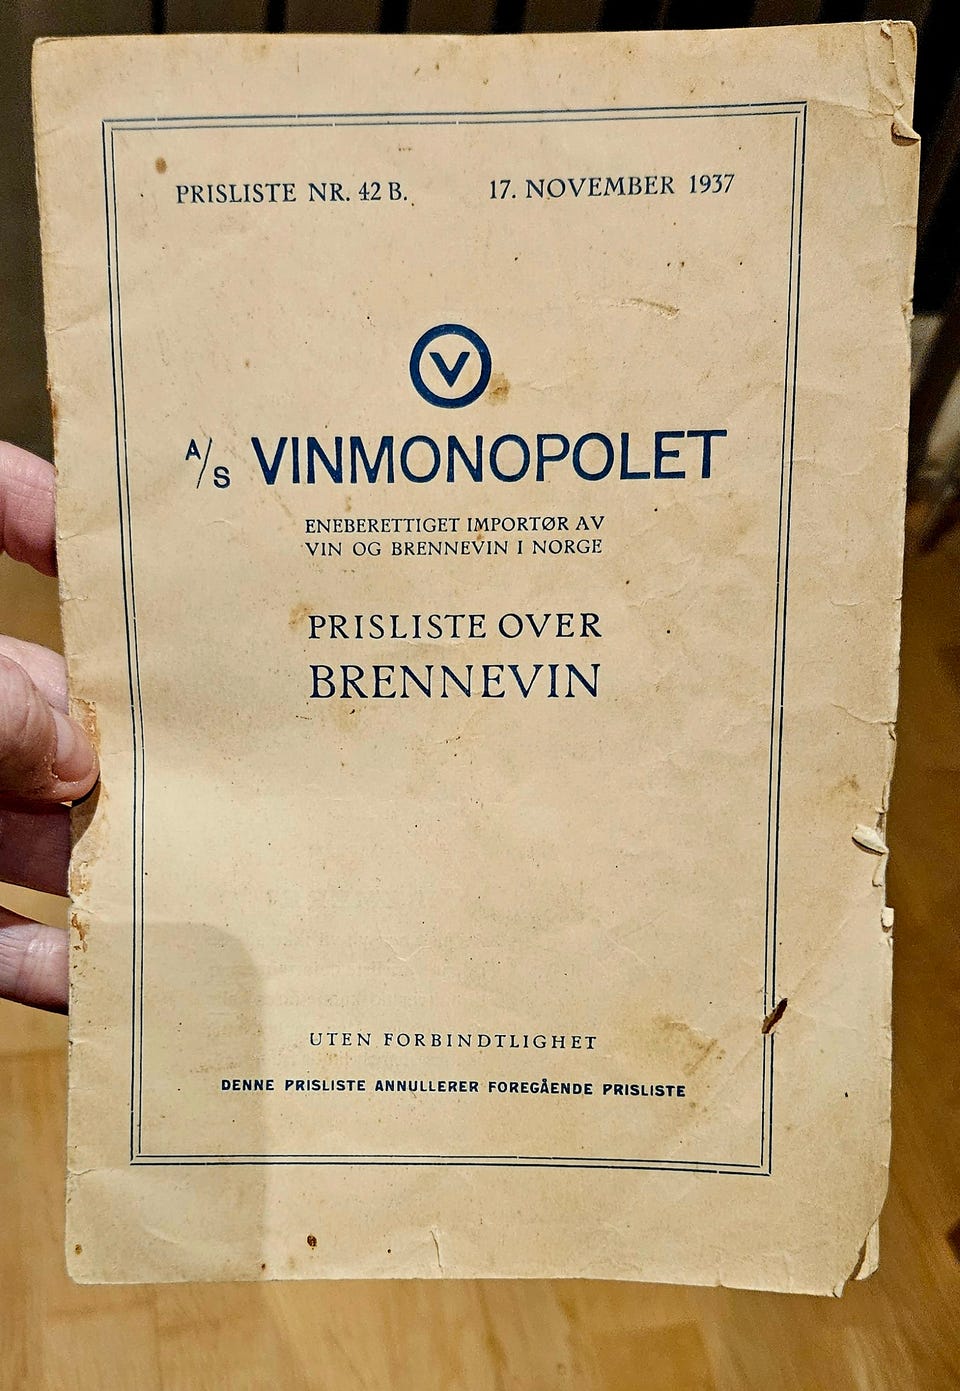 PRISLISTE NR. 42 B. 17. NOVEMBER 1937
V
A/S VINMONOPOLET
ENEBERETTIGET IMPORTØR AV
VIN OG BRENNEVIN I NORGE
PRISLISTE OVER
BRENNEVIN
UTEN FORBINDTLIGHET
DENNE PRISLISTE ANNULLERER FOREGÅENDE PRISLISTE